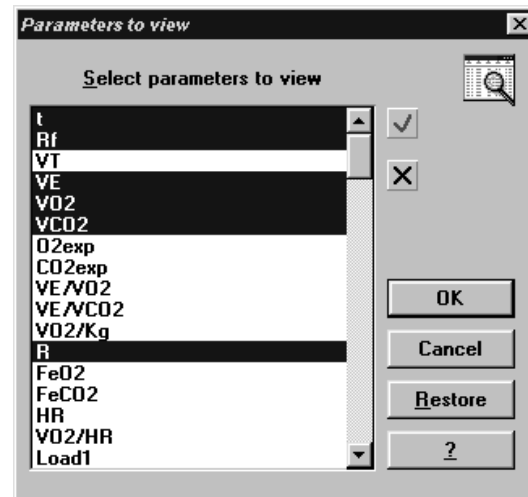 Parameters to view
Select parameters to view
t
Rf
VT
VE
VO2
VCO2
O2exp
CO2exp
VE/VO2
VE/VCO2
VO2/Kg
R
FeO2
FeCO2
HR
VO2/HR
Load1
OK
Cancel
Restore
?